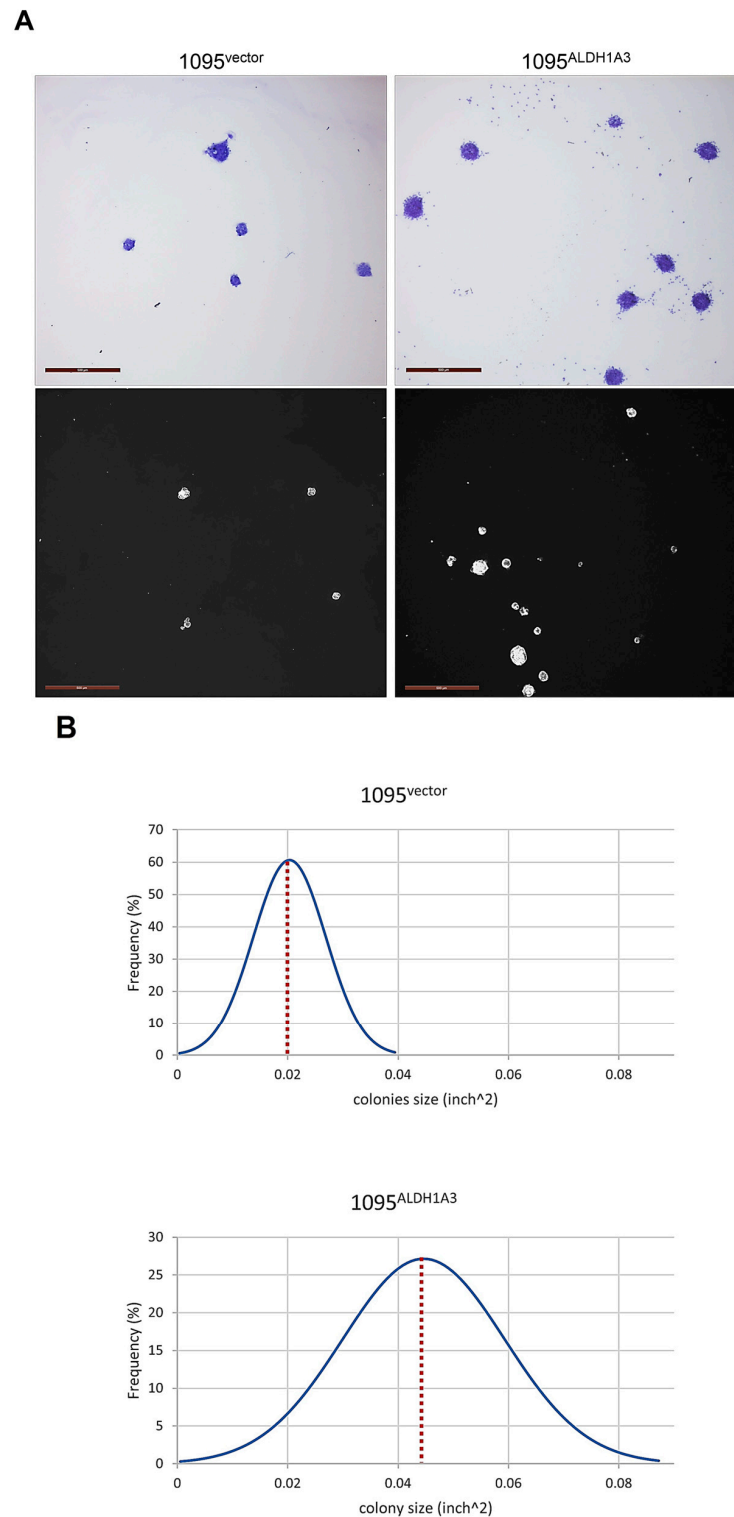 A
1095vector
1095ALDH1A3
B
1095vector
70
60
50
40
30
20
10
0
Frequency (%)
0 0.02 0.04 0.06 0.08
colonies size (inch^2)
1095ALDH1A3
30
25
20
15
10
5
0
Frequency (%)
0 0.02 0.04 0.06 0.08
colony size (inch^2)